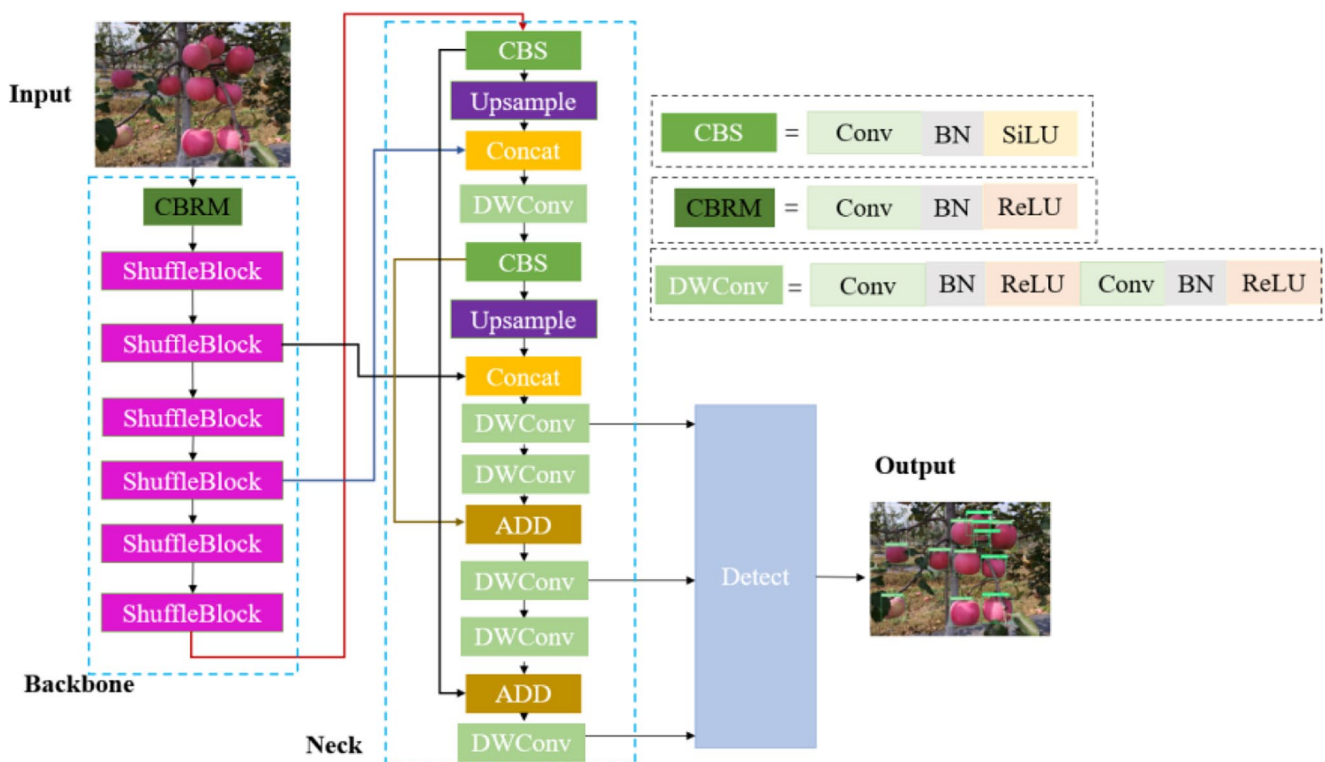 Input
CBRM
ShuffleBlock
ShuffleBlock
ShuffleBlock
ShuffleBlock
ShuffleBlock
ShuffleBlock
Backbone
CBS
Upsample
Concat
DWConv
CBS
Upsample
Concat
DWConv
DWConv
ADD
DWConv
DWConv
ADD
DWConv
Neck
CBS = Conv BN SiLU
CBRM = Conv BN ReLU
DWConv = Conv BN ReLU Conv BN ReLU
Detect
Output